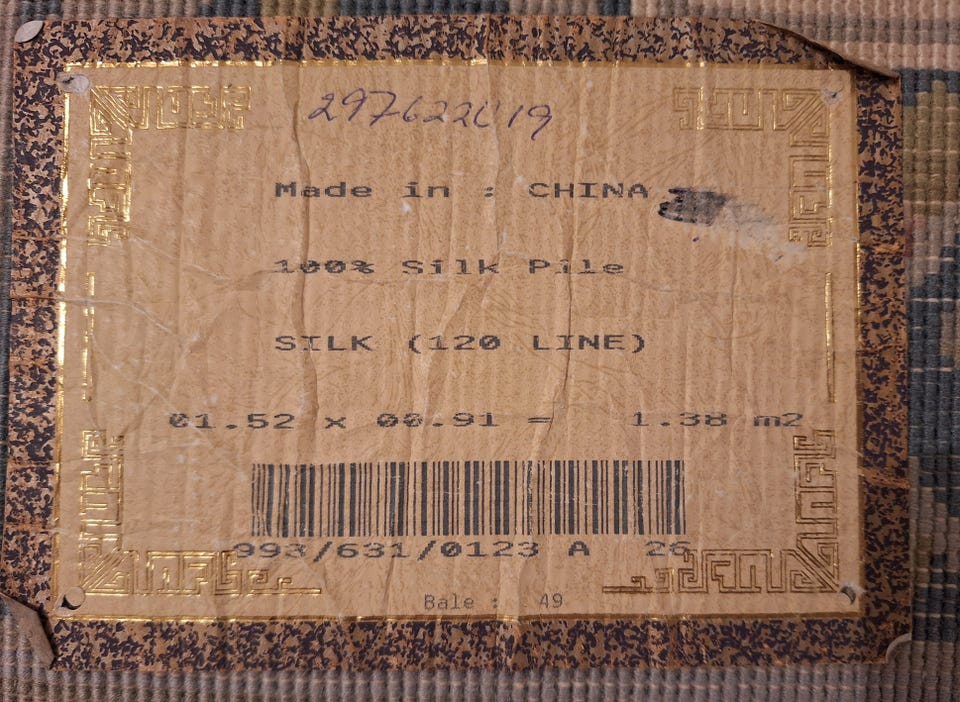 Made in : CHINA
100% Silk Pile
SILK (120 LINE)
01.52 x 00.91 = 1.38 m2
993/631/0123 A 26
Bale : 49